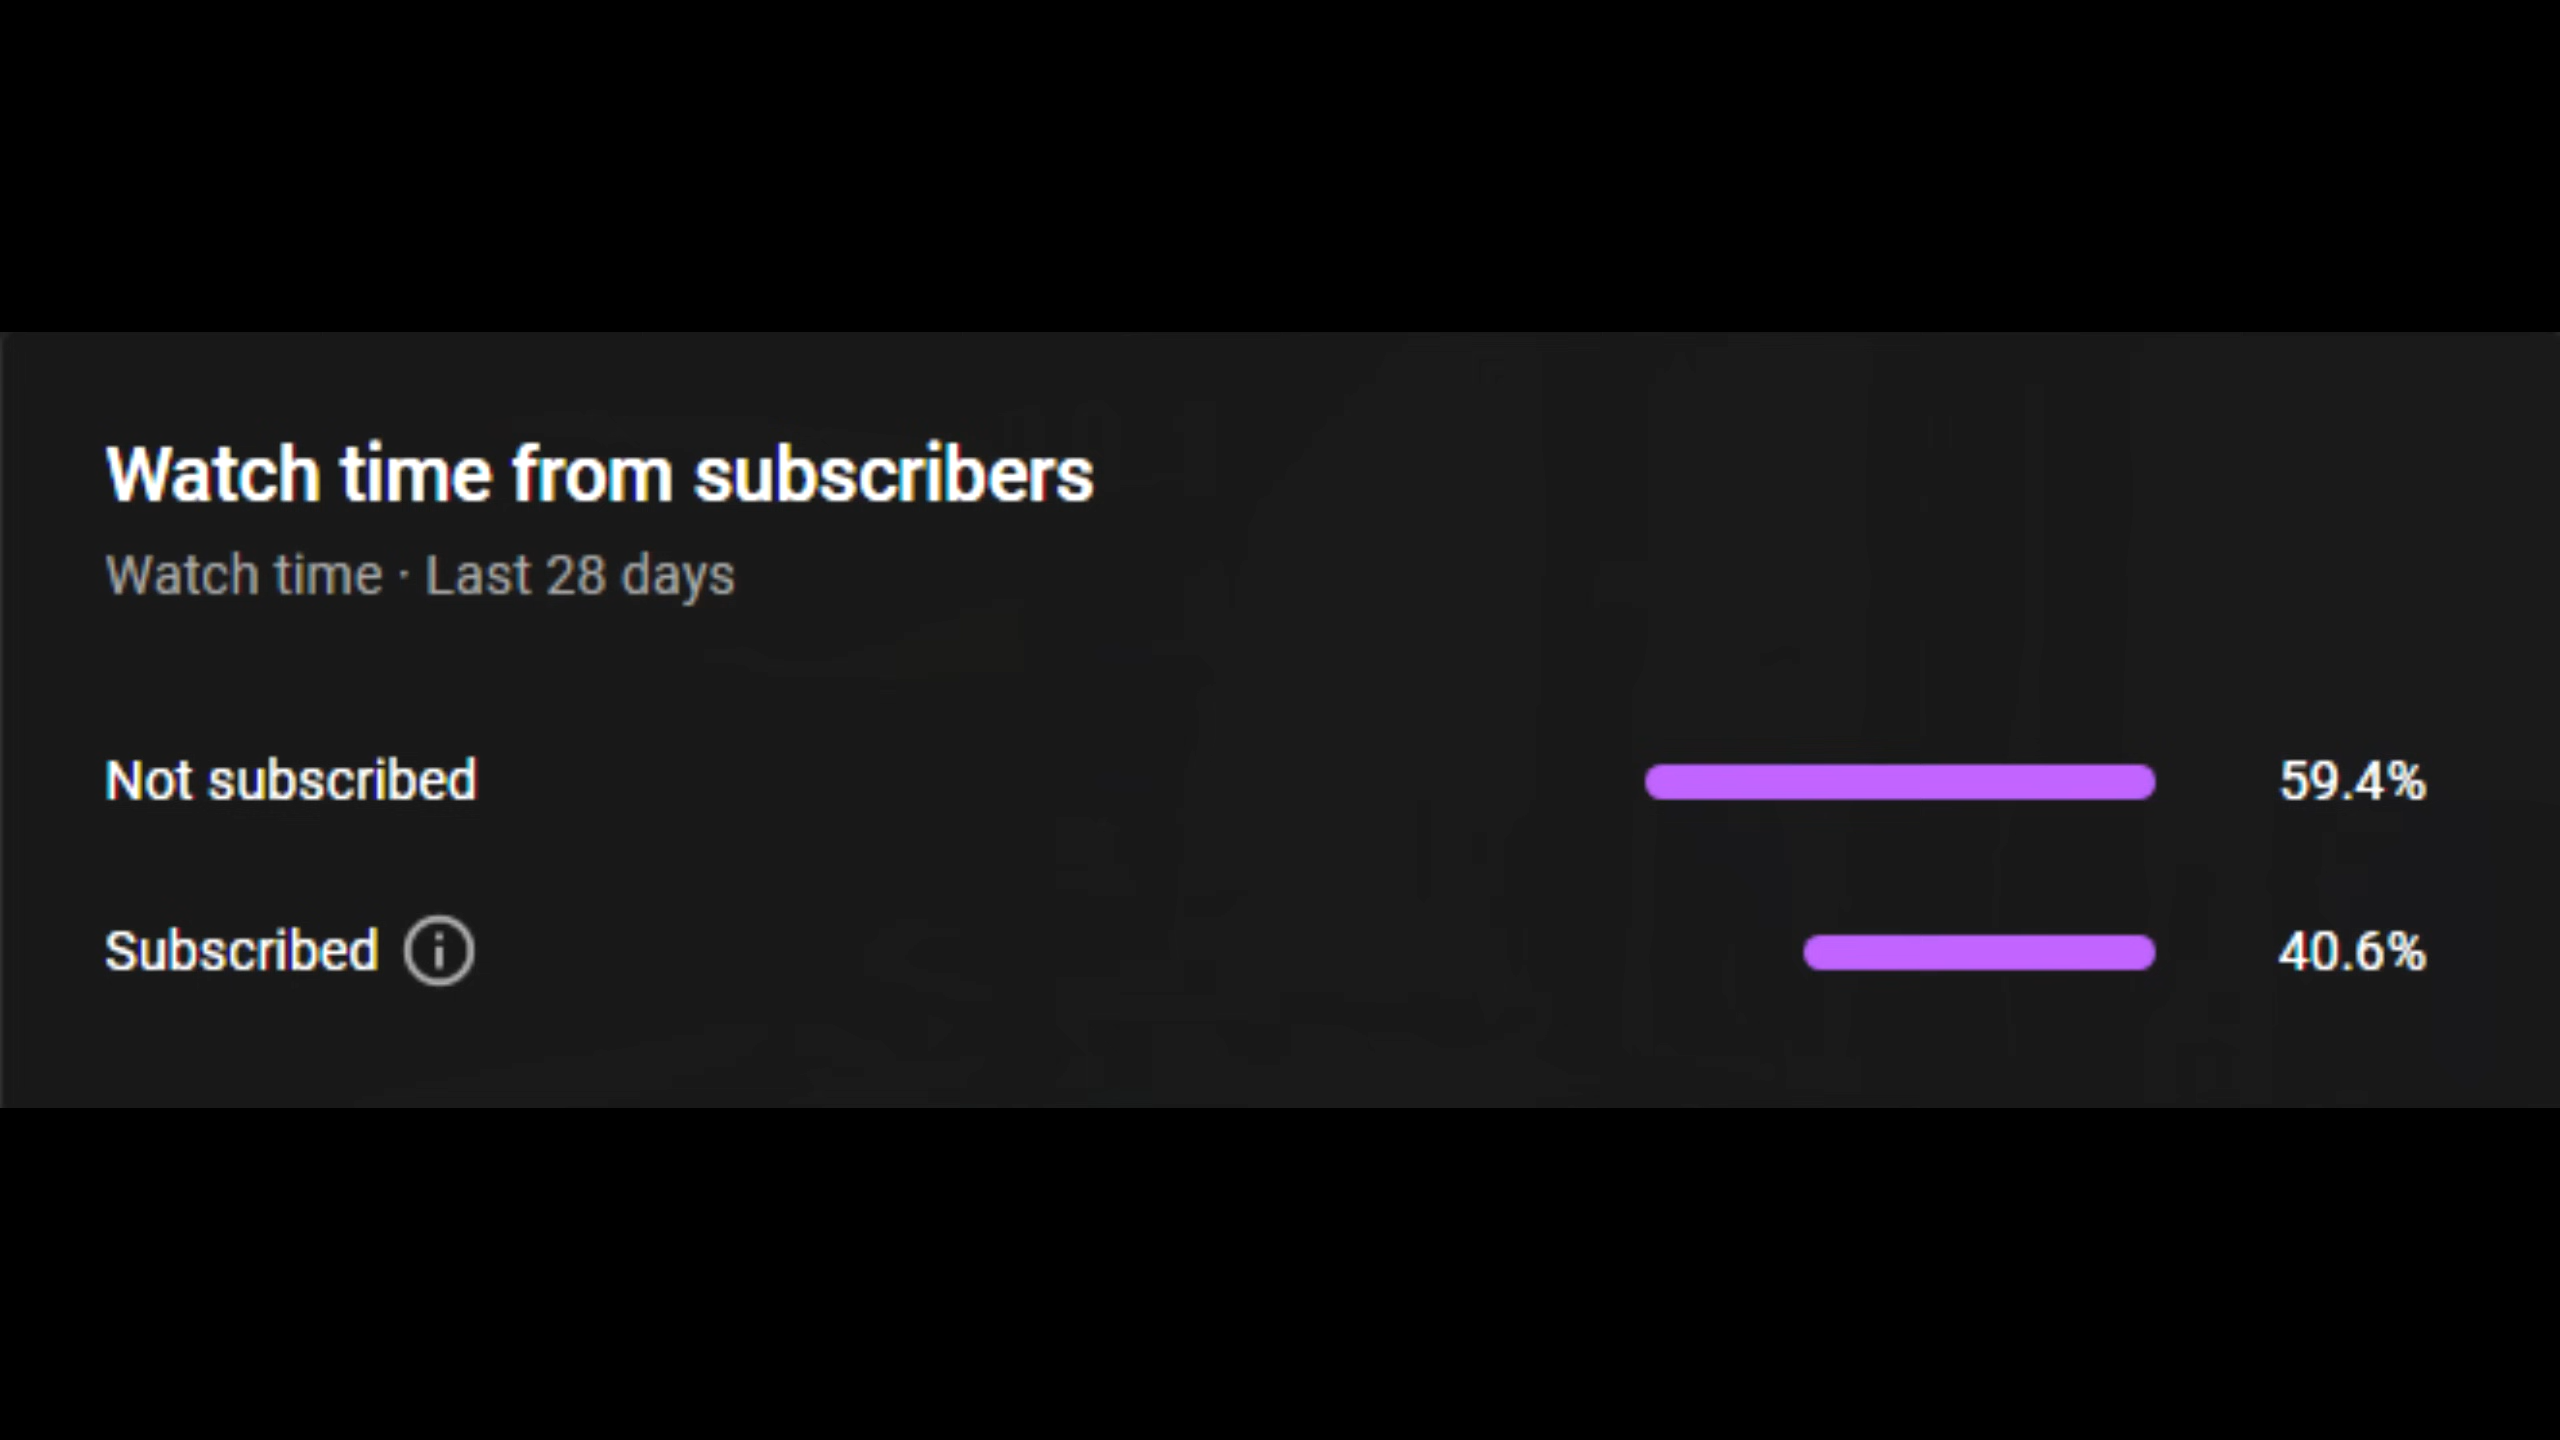 Watch time from subscribers
Watch time · Last 28 days
Not subscribed 59.4%
Subscribed 40.6%